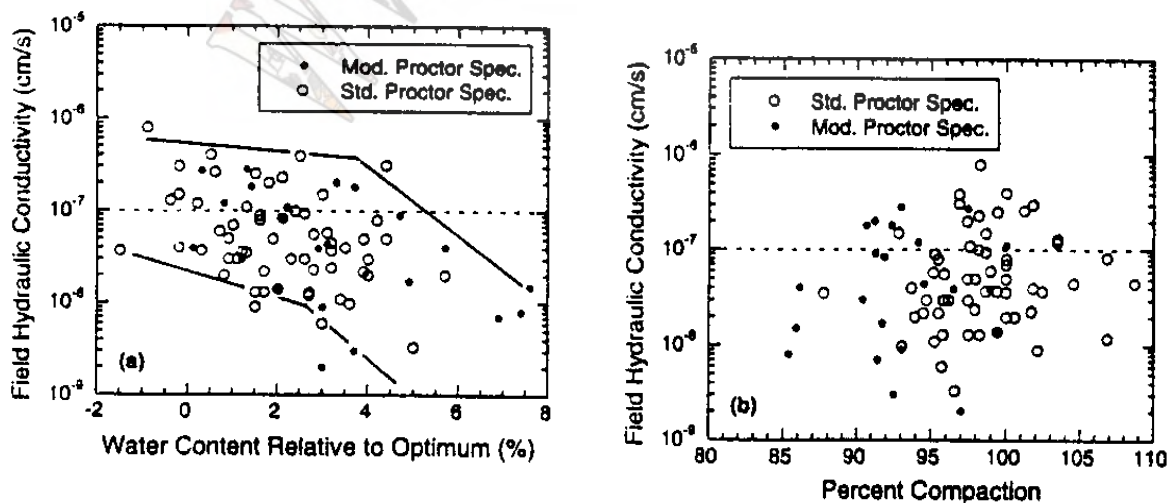 10⁻⁵
10⁻⁶
10⁻⁷
10⁻⁸
10⁻⁹
Field Hydraulic Conductivity (cm/s)
Mod. Proctor Spec.
Std. Proctor Spec.
(a)
-2 0 2 4 6 8
Water Content Relative to Optimum (%)
10⁻⁵
10⁻⁶
10⁻⁷
10⁻⁸
10⁻⁹
Field Hydraulic Conductivity (cm/s)
Std. Proctor Spec.
Mod. Proctor Spec.
(b)
80 85 90 95 100 105 110
Percent Compaction